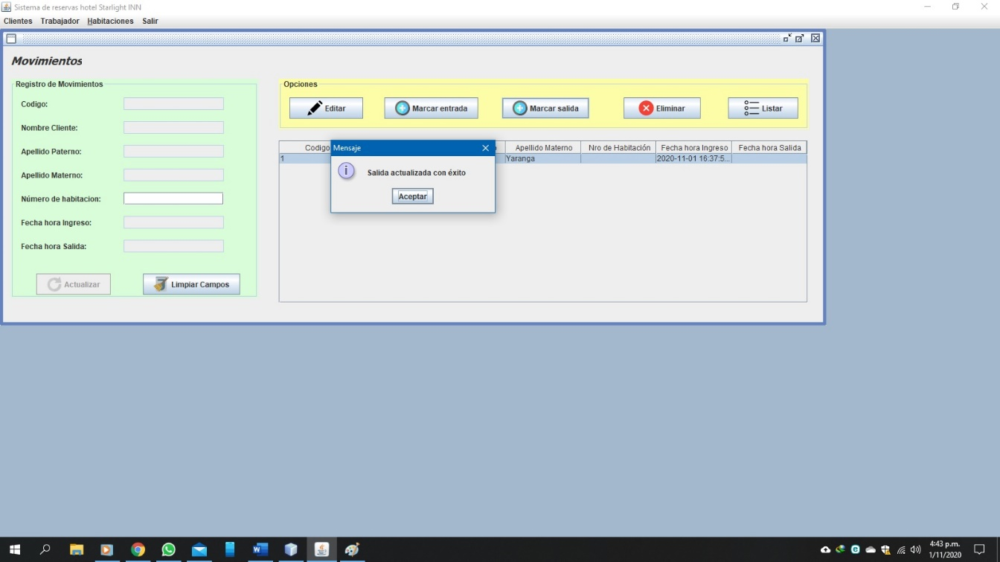 Sistema de reservas hotel Starlight INN
Clientes Trabajador Habitaciones Salir
Movimientos
Registro de Movimientos
Codigo:
Nombre Cliente:
Apellido Paterno:
Apellido Materno:
Número de habitacion:
Fecha hora Ingreso:
Fecha hora Salida:
Actualizar Limpiar Campos
Opciones
Editar Marcar entrada Marcar salida Eliminar Listar
Codigo Apellido Materno Nro de Habitación Fecha hora Ingreso Fecha hora Salida
1 Yaranga 2020-11-01 16:37:5...
Mensaje
Salida actualizada con éxito
Aceptar
4:43 p.m.
1/11/2020